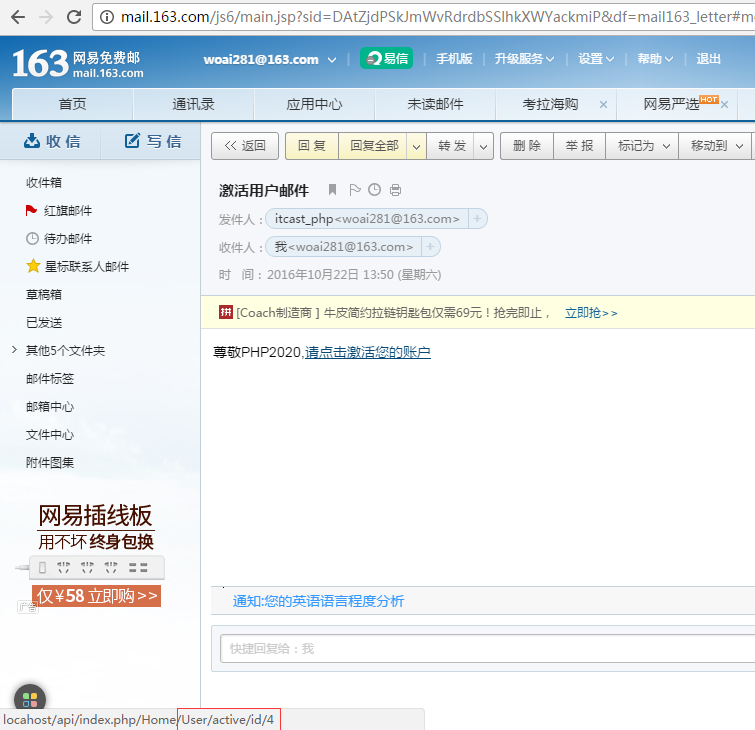 mail.163.com/js6/main.jsp?sid=DAtZjdPSkJmWvRdrdbSSlhkXWYackmiP&df=mail163_letter#m
163 网易免费邮 mail.163.com
woai281@163.com 易信 手机版 升级服务 设置 帮助 退出
首页 通讯录 应用中心 未读邮件 考拉海购 × 网易严选 HOT ×
收 信 写 信
<< 返回 回 复 回复全部 转 发 删 除 举 报 标记为 移动到
收件箱
红旗邮件
待办邮件
星标联系人邮件
草稿箱
已发送
其他5个文件夹
邮件标签
邮箱中心
文件中心
附件图集
激活用户邮件
发件人：itcast_php<woai281@163.com> +
收件人：我<woai281@163.com> +
时 间：2016年10月22日 13:50 (星期六)
拼 [Coach制造商 ] 牛皮简约拉链钥匙包仅需69元！抢完即止， 立即抢>>
尊敬PHP2020,请点击激活您的账户
网易插线板
用不坏 终身包换
仅¥58 立即购>>
广告
通知:您的英语语言程度分析
快捷回复给：我
locahost/api/index.php/Home/User/active/id/4